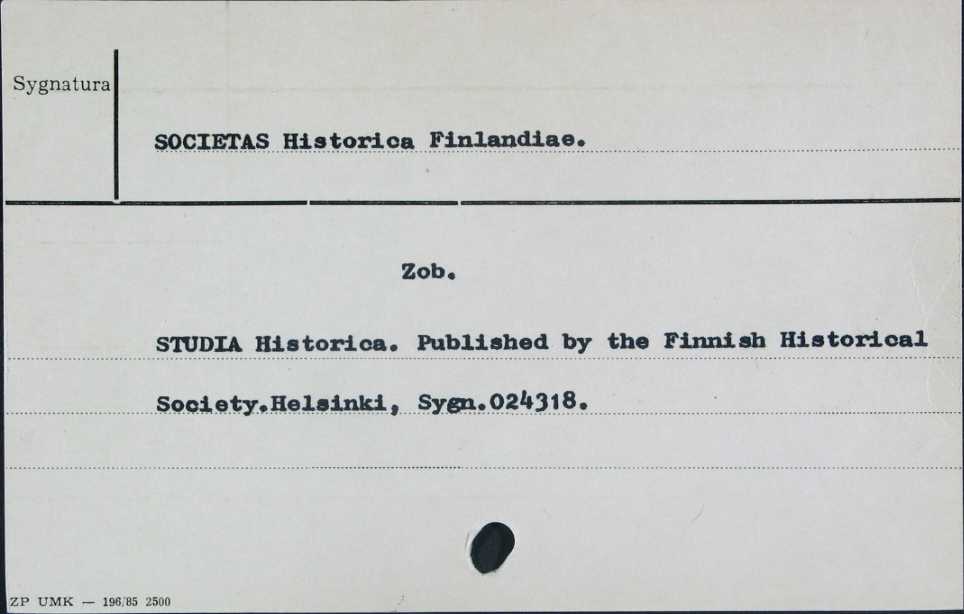 Sygnatura
SOCIETAS Historica Finlandiae.
Zob.
STUDIA Historica. Published by the Finnish Historical
Society.Helsinki, Sygn.024318.
ZP UMK — 196/85 2500